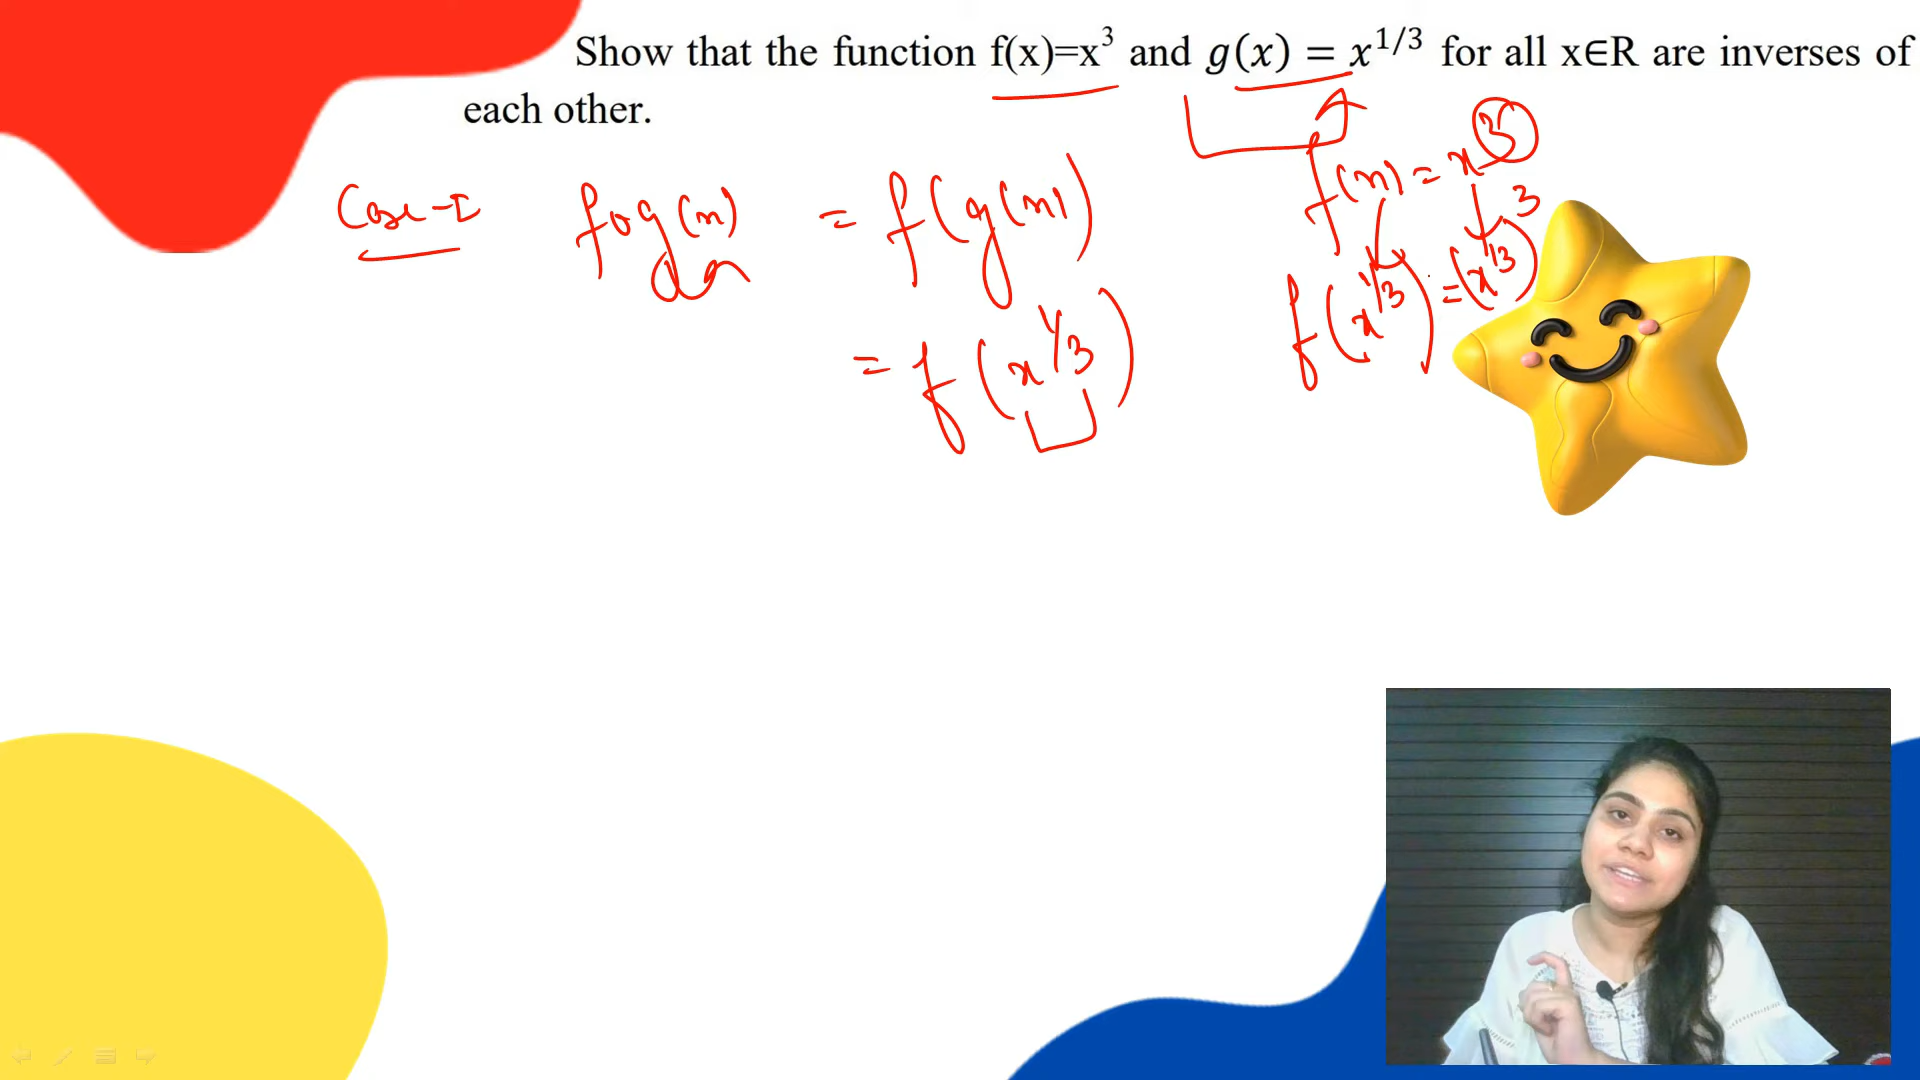 Show that the function f(x)=x³ and g(x) = x^{1/3} for all x∈R are inverses of
each other.
Case-I fog(x) = f(g(x))
= f(x^{1/3})
f(x) = x³
f(x^{1/3}) = (x^{1/3})³